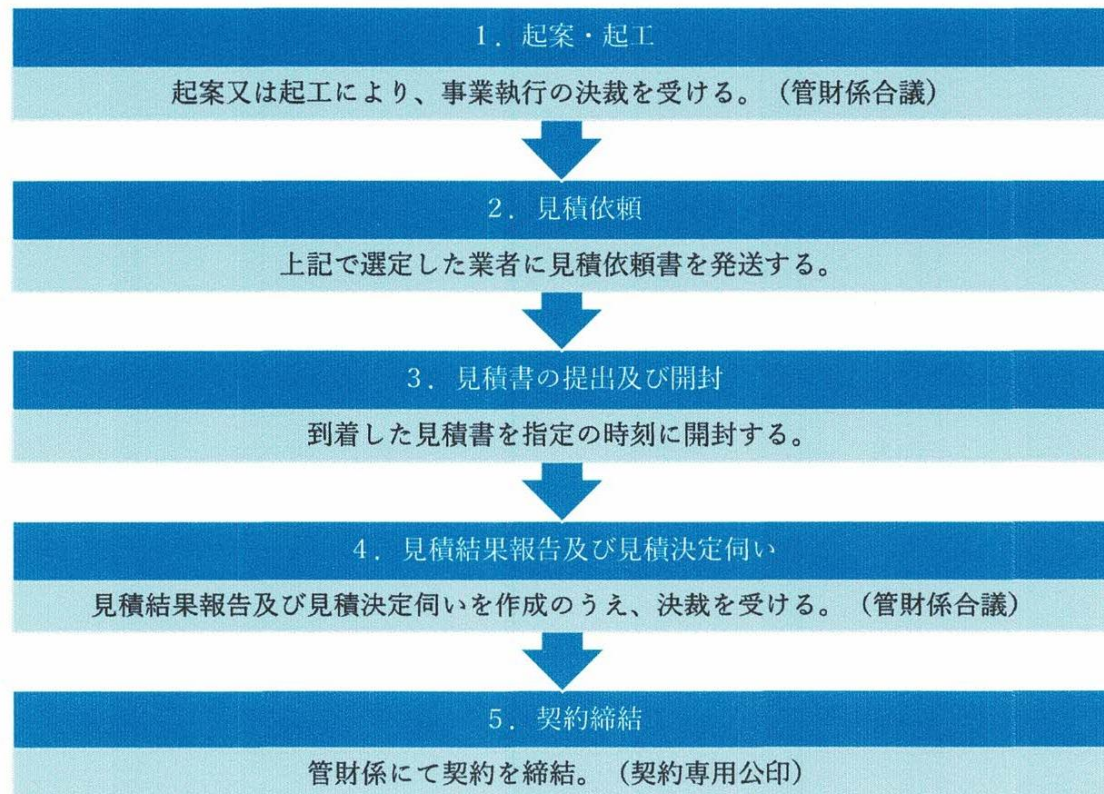 １．起案・起工
起案又は起工により、事業執行の決裁を受ける。（管財係合議）
２．見積依頼
上記で選定した業者に見積依頼書を発送する。
３．見積書の提出及び開封
到着した見積書を指定の時刻に開封する。
４．見積結果報告及び見積決定伺い
見積結果報告及び見積決定伺いを作成のうえ、決裁を受ける。（管財係合議）
５．契約締結
管財係にて契約を締結。（契約専用公印）